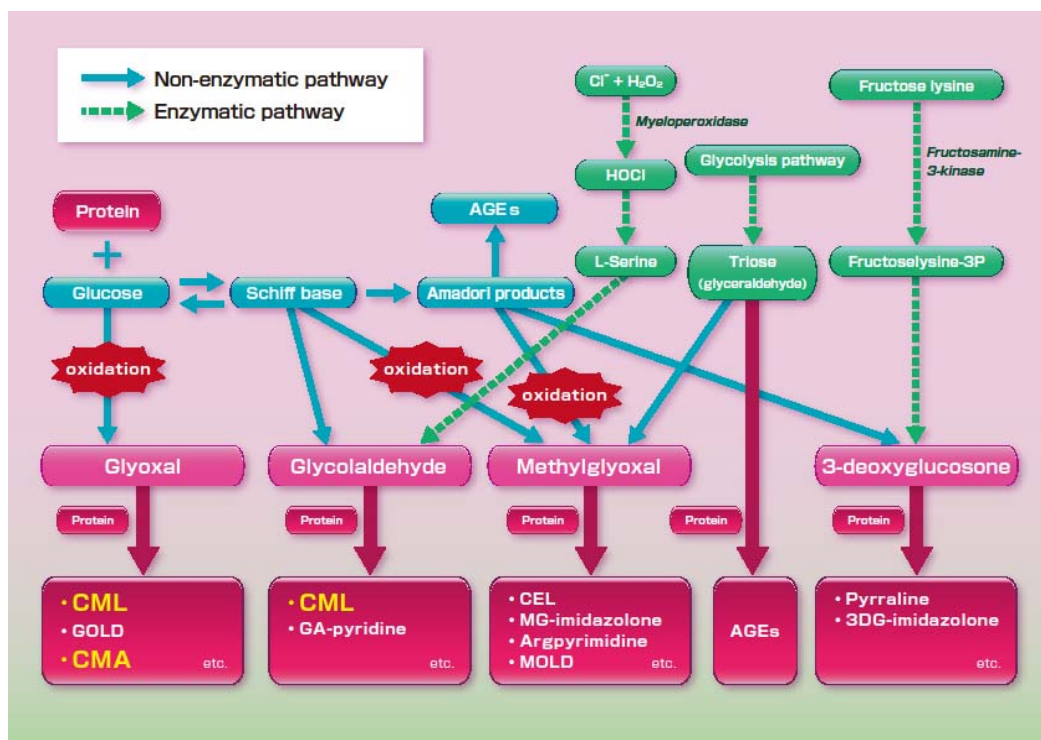 Non-enzymatic pathway
Enzymatic pathway
Cl⁻ + H₂O₂
Fructose lysine
Myeloperoxidase
Fructosamine-
3-kinase
HOCl
Glycolysis pathway
Protein
AGEs
+
L-Serine
Triose
(glyceraldehyde)
Fructoselysine-3P
Glucose
Schiff base
Amadori products
oxidation
oxidation
oxidation
Glyoxal
Glycolaldehyde
Methylglyoxal
3-deoxyglucosone
Protein
Protein
Protein
Protein
Protein
・CML
・GOLD
・CMA
etc.
・CML
・GA-pyridine
etc.
・CEL
・MG-imidazolone
・Argpyrimidine
・MOLD
etc.
AGEs
・Pyrraline
・3DG-imidazolone
etc.